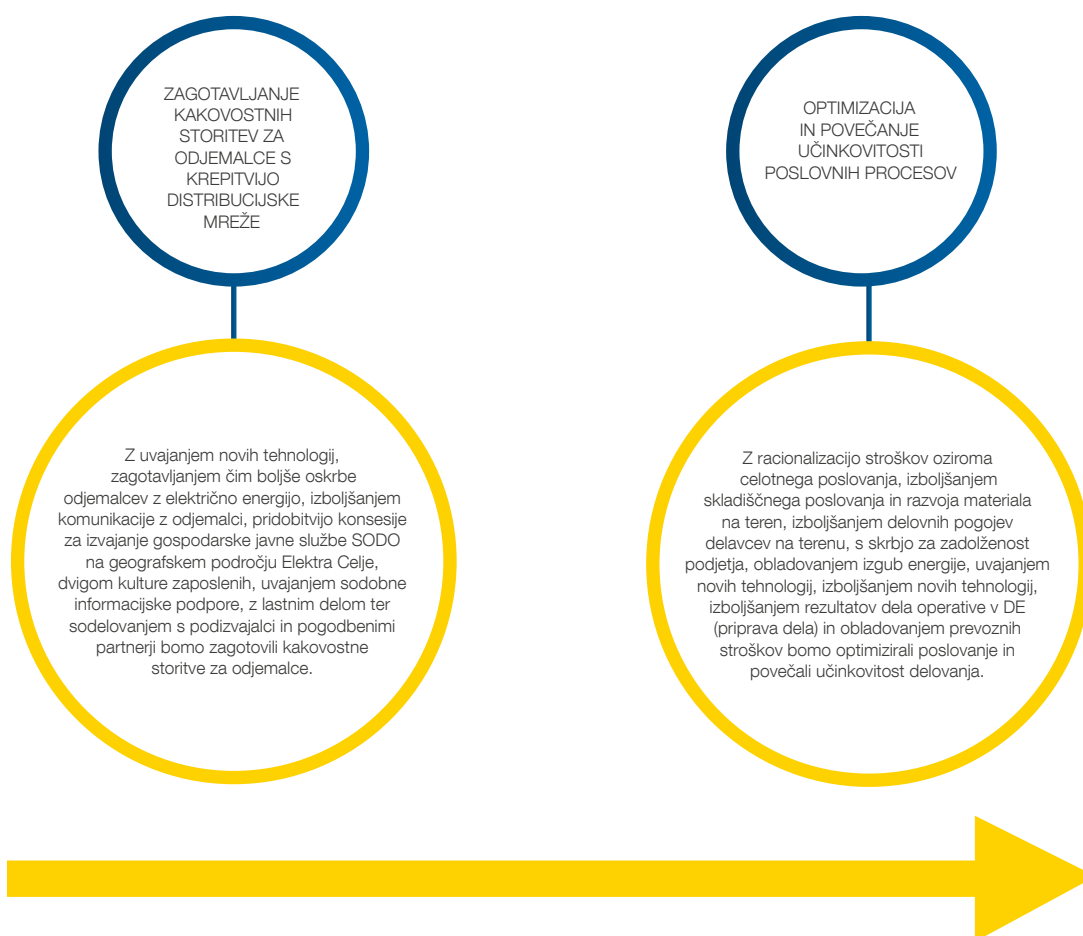 ZAGOTAVLJANJE
KAKOVOSTNIH
STORITEV ZA
ODJEMALCE S
KREPITVIJO
DISTRIBUCIJSKE
MREŽE
Z uvajanjem novih tehnologij,
zagotavljanjem čim boljše oskrbe
odjemalcev z električno energijo, izboljšanjem
komunikacije z odjemalci, pridobitvijo konsesije
za izvajanje gospodarske javne službe SODO
na geografskem področju Elektra Celje,
dvigom kulture zaposlenih, uvajanjem sodobne
informacijske podpore, z lastnim delom ter
sodelovanjem s podizvajalci in pogodbenimi
partnerji bomo zagotovili kakovostne
storitve za odjemalce.
OPTIMIZACIJA
IN POVEČANJE
UČINKOVITOSTI
POSLOVNIH PROCESOV
Z racionalizacijo stroškov oziroma
celotnega poslovanja, izboljšanjem
skladiščnega poslovanja in razvoja materiala
na teren, izboljšanjem delovnih pogojev
delavcev na terenu, s skrbjo za zadolženost
podjetja, obladovanjem izgub energije, uvajanjem
novih tehnologij, izboljšanjem novih tehnologij,
izboljšanjem rezultatov dela operative v DE
(priprava dela) in obladovanjem prevoznih
stroškov bomo optimizirali poslovanje in
povečali učinkovitost delovanja.